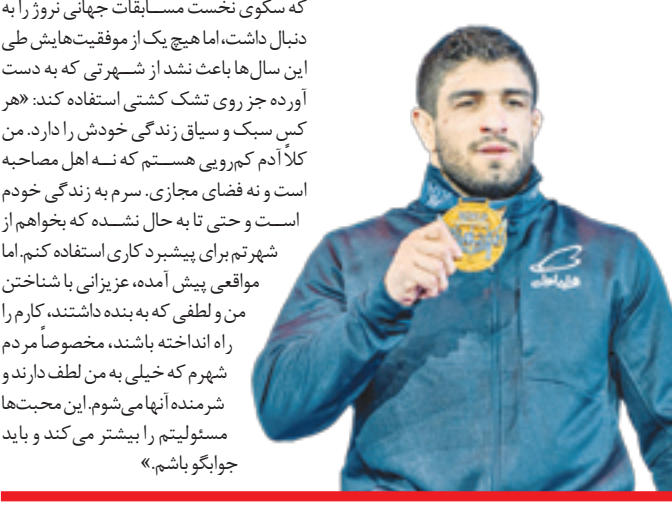 که سکوی نخست مسابقات جهانی نروژ را به
دنبال داشت، اما هیچ یک از موفقیت‌هایش طی
این سال‌ها باعث نشد از شهرتی که به دست
آورده جز روی تشک کشتی استفاده کند: «هر
کس سبک و سیاق زندگی خودش را دارد. من
کلاً آدم کم‌رویی هستم که نه اهل مصاحبه
است و نه فضای مجازی. سرم به زندگی خودم
است و حتی تا به حال نشده که بخواهم از
شهرتم برای پیشبرد کاری استفاده کنم. اما
مواقعی پیش آمده، عزیزانی با شناختن
من و لطفی که به بنده داشتند، کارم را
راه انداخته باشند، مخصوصاً مردم
شهرم که خیلی به من لطف دارند و
شرمنده آنها می‌شوم. این محبت‌ها
مسئولیتم را بیشتر می‌کند و باید
جوابگو باشم.»
همراه اول